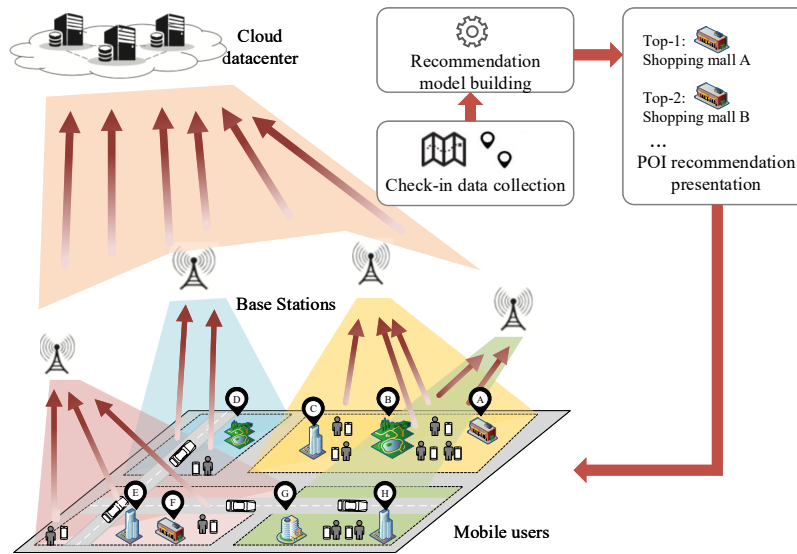 Cloud
datacenter
Recommendation
model building
Check-in data collection
Top-1:
Shopping mall A
Top-2:
Shopping mall B
...
POI recommendation
presentation
Base Stations
D
C
B
A
E
F
G
H
Mobile users